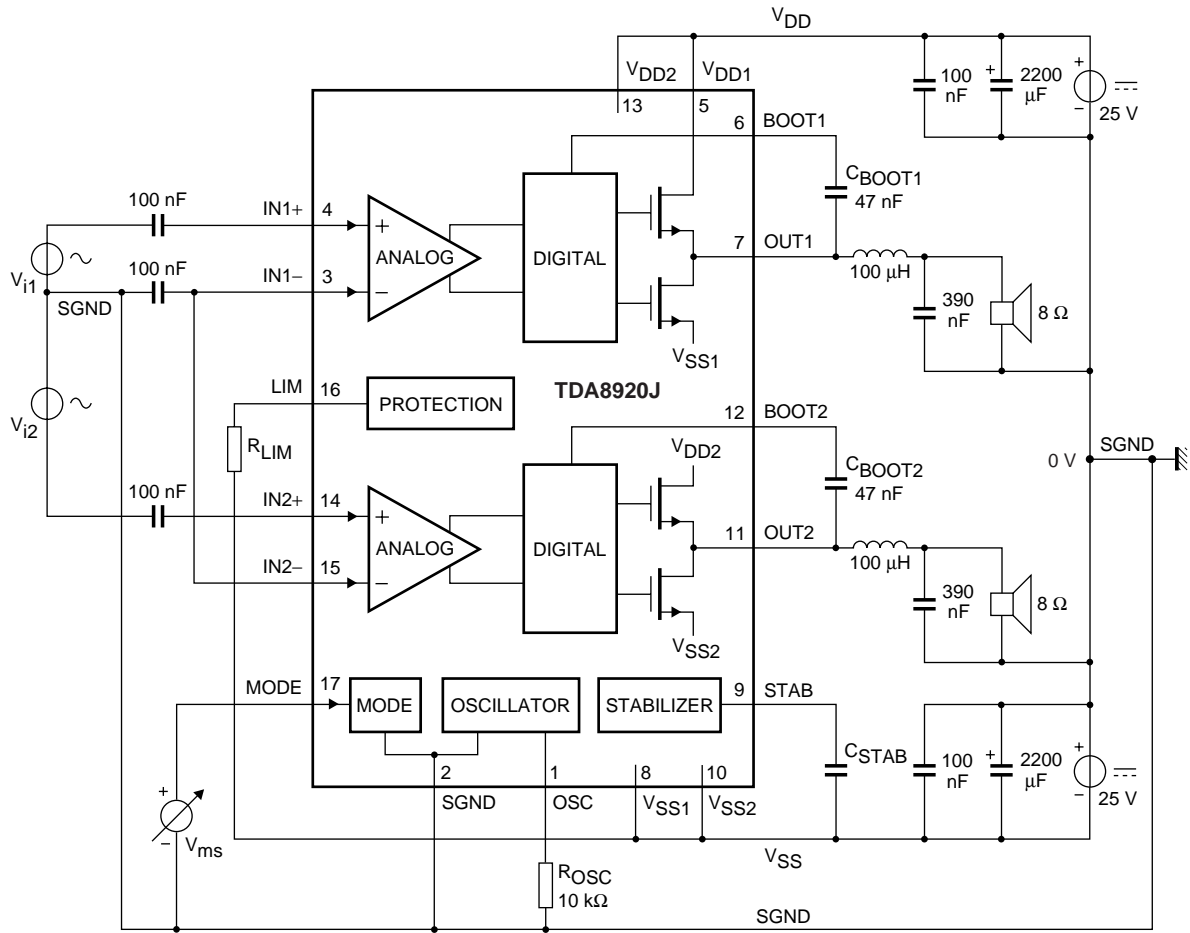 VDD
VDD2
VDD1
13
5
100
nF
+
2200
μF
+
−
25 V
6
BOOT1
CBOOT1
47 nF
100 nF
IN1+
4
+
ANALOG
−
DIGITAL
7
OUT1
100 μH
390
nF
8 Ω
Vi1
100 nF
IN1−
3
SGND
VSS1
LIM
16
PROTECTION
TDA8920J
Vi2
RLIM
12
BOOT2
VDD2
CBOOT2
47 nF
0 V
SGND
100 nF
IN2+
14
+
ANALOG
−
DIGITAL
11
OUT2
100 μH
IN2−
15
390
nF
8 Ω
VSS2
MODE
17
MODE
OSCILLATOR
STABILIZER
9
STAB
CSTAB
100
nF
+
2200
μF
+
−
25 V
2
1
8
10
SGND
OSC
VSS1
VSS2
+
−
Vms
VSS
ROSC
10 kΩ
SGND